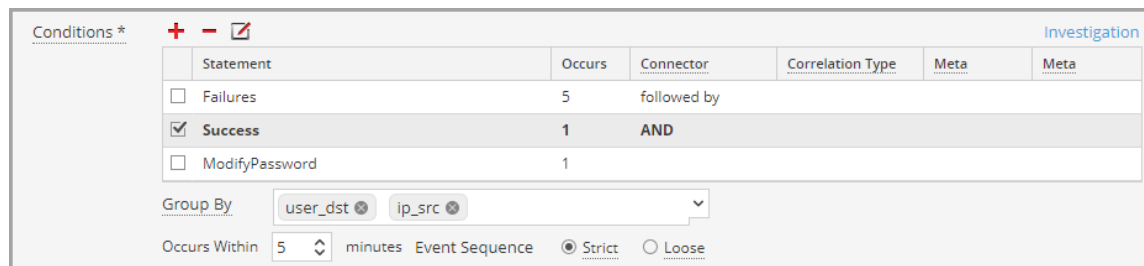 Conditions * Investigation
Statement Occurs Connector Correlation Type Meta Meta
Failures 5 followed by
Success 1 AND
ModifyPassword 1
Group By user_dst ip_src
Occurs Within 5 minutes Event Sequence Strict Loose